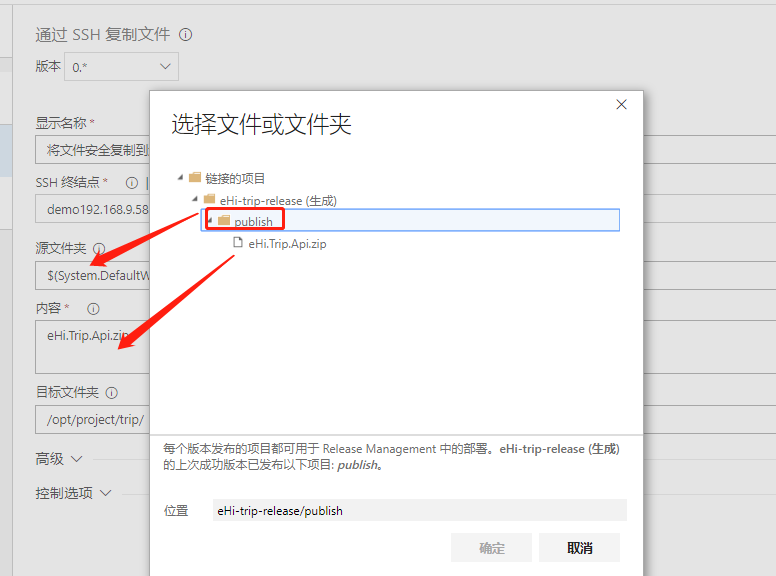 通过 SSH 复制文件
版本 0.*
显示名称 *
将文件安全复制到
SSH 终结点 *
demo192.168.9.58
源文件夹
$(System.DefaultW
内容 *
eHi.Trip.Api.zip
目标文件夹
/opt/project/trip/
高级
控制选项
选择文件或文件夹
链接的项目
eHi-trip-release (生成)
publish
eHi.Trip.Api.zip
每个版本发布的项目都可用于 Release Management 中的部署。eHi-trip-release (生成)
的上次成功版本已发布以下项目: publish。
位置 eHi-trip-release/publish
确定 取消